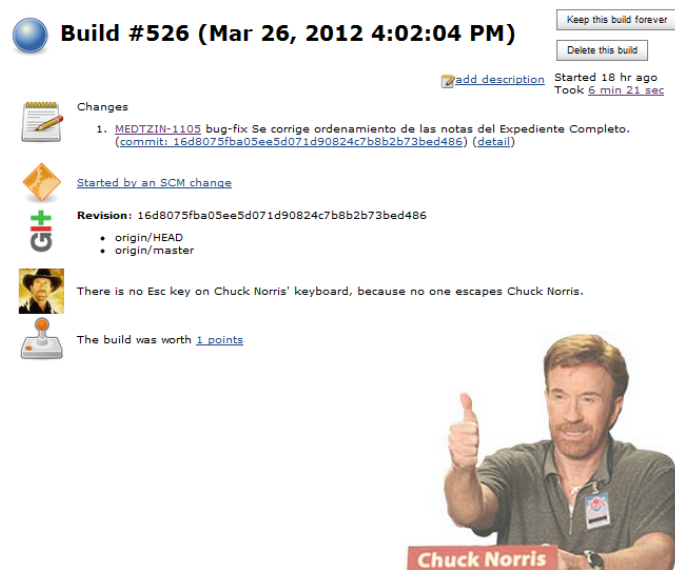 Build #526 (Mar 26, 2012 4:02:04 PM)
Keep this build forever
Delete this build
add description
Started 18 hr ago
Took 6 min 21 sec
Changes
1. MEDTZIN-1105 bug-fix Se corrige ordenamiento de las notas del Expediente Completo.
(commit: 16d8075fba05ee5d071d90824c7b8b2b73bed486) (detail)
Started by an SCM change
GIt
Revision: 16d8075fba05ee5d071d90824c7b8b2b73bed486
origin/HEAD
origin/master
There is no Esc key on Chuck Norris' keyboard, because no one escapes Chuck Norris.
The build was worth 1 points
Chuck Norris